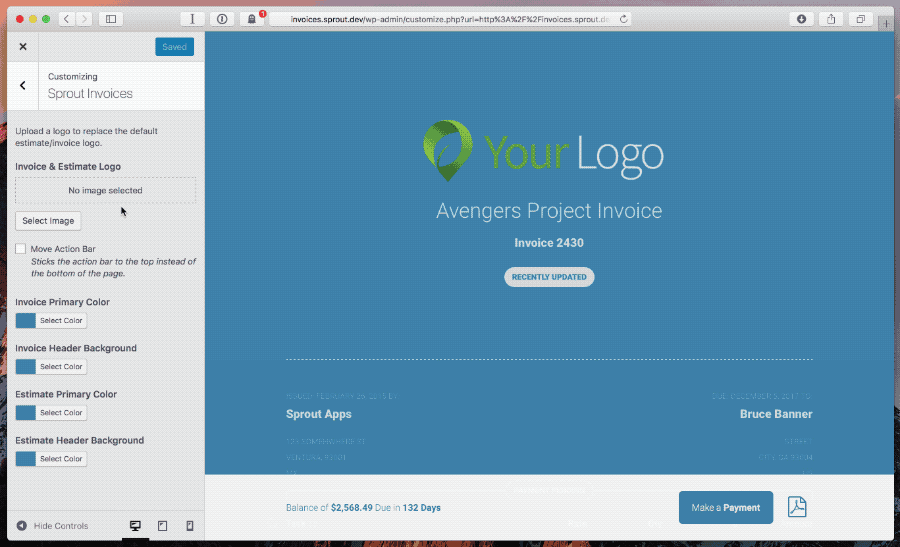 invoices.sprout.dev/wp-admin/customize.php?url=http%3A%2F%2Finvoices.sprout.de
1
Saved
Customizing
Sprout Invoices
Upload a logo to replace the default
estimate/invoice logo.
Invoice & Estimate Logo
No image selected
Select Image
Move Action Bar
Sticks the action bar to the top instead of
the bottom of the page.
Invoice Primary Color
Select Color
Invoice Header Background
Select Color
Estimate Primary Color
Select Color
Estimate Header Background
Select Color
Hide Controls
Your Logo
Avengers Project Invoice
Invoice 2430
RECENTLY UPDATED
Sprout Apps
Bruce Banner
Balance of $2,568.49 Due in 132 Days
Make a Payment